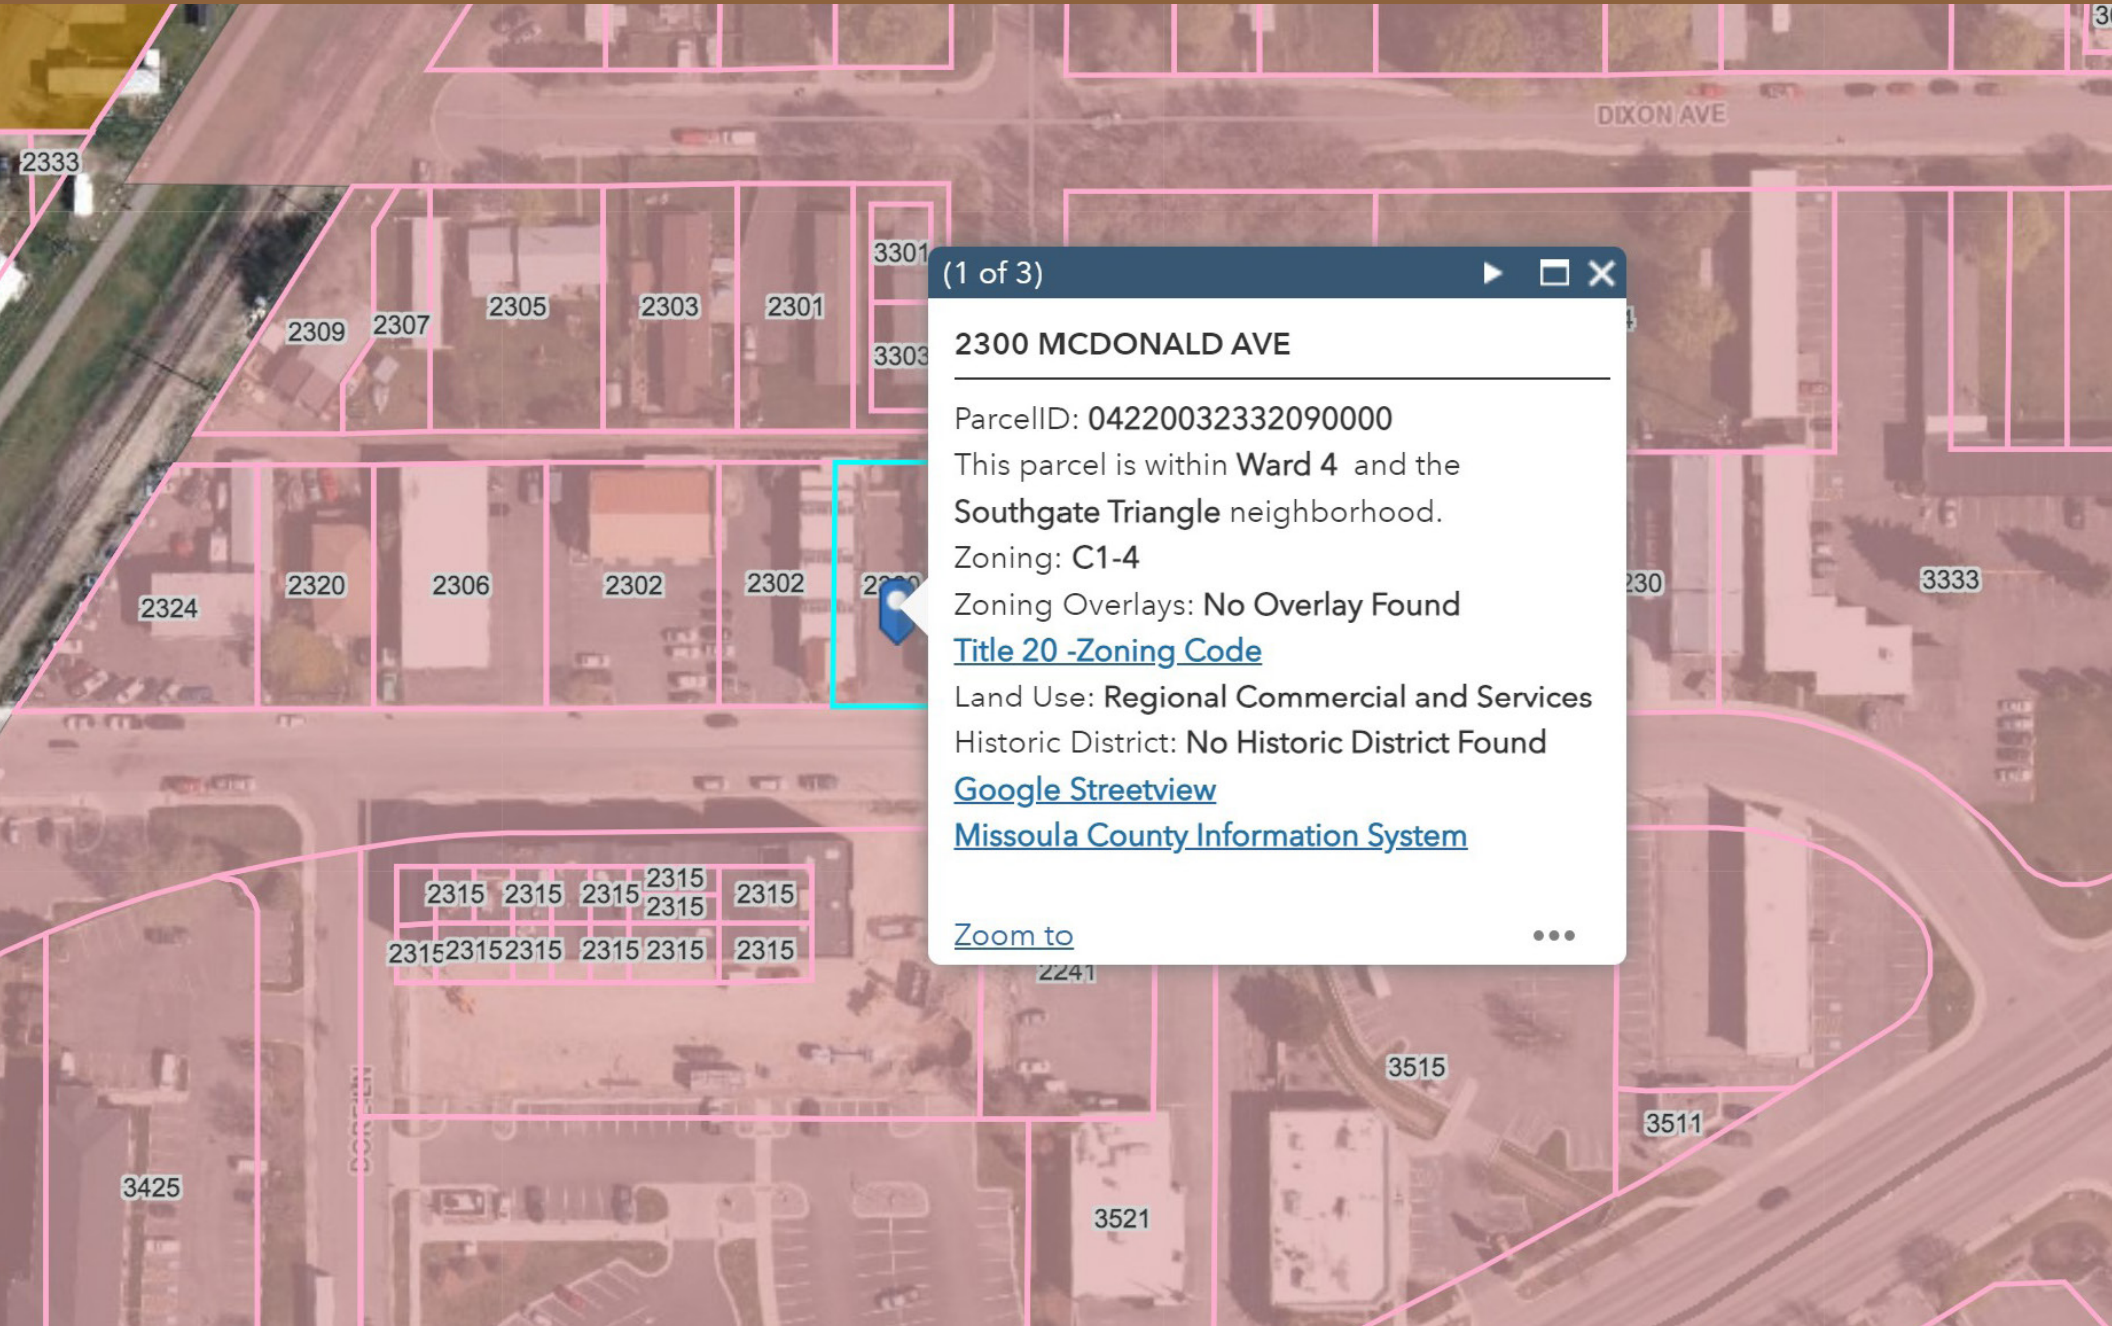 DIXON AVE
2333
3301
(1 of 3)
2305
2303
2301
2309
2307
3303
2300 MCDONALD AVE
ParcelID: 04220032332090000
This parcel is within Ward 4 and the
Southgate Triangle neighborhood.
Zoning: C1-4
Zoning Overlays: No Overlay Found
Title 20 -Zoning Code
Land Use: Regional Commercial and Services
Historic District: No Historic District Found
Google Streetview
Missoula County Information System
Zoom to
2324
2320
2306
2302
2302
230
3333
2315
2315
2315
2315
2315
2315
2315
2315
2315
2315
2315
2315
2241
3515
3511
3425
3521